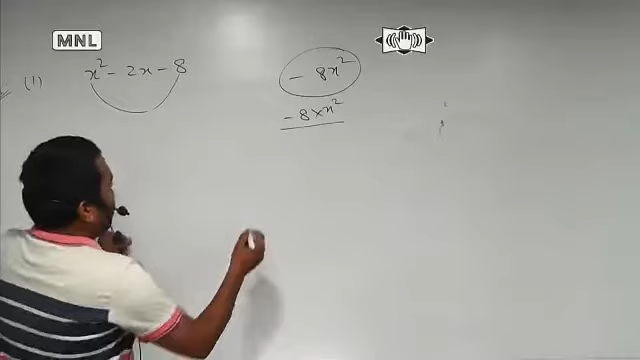 MNL
(1) x² - 2x - 8
- 8x²
- 8 × x²